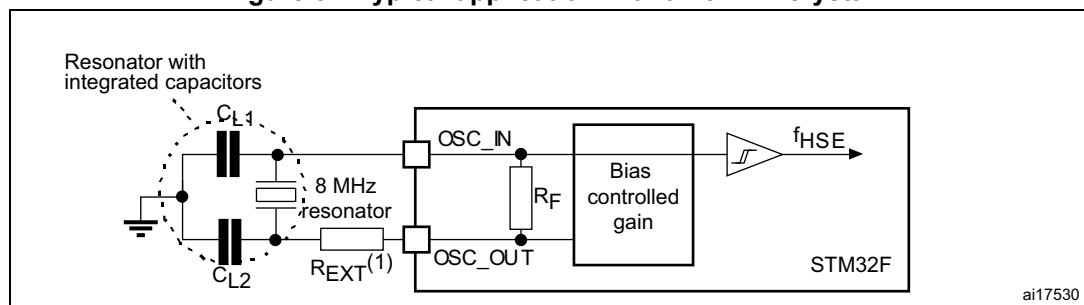 Resonator with
integrated capacitors
CL1
OSC_IN
fHSE
8 MHz
resonator
RF
Bias
controlled
gain
REXT(1)
OSC_OUT
CL2
STM32F
ai17530